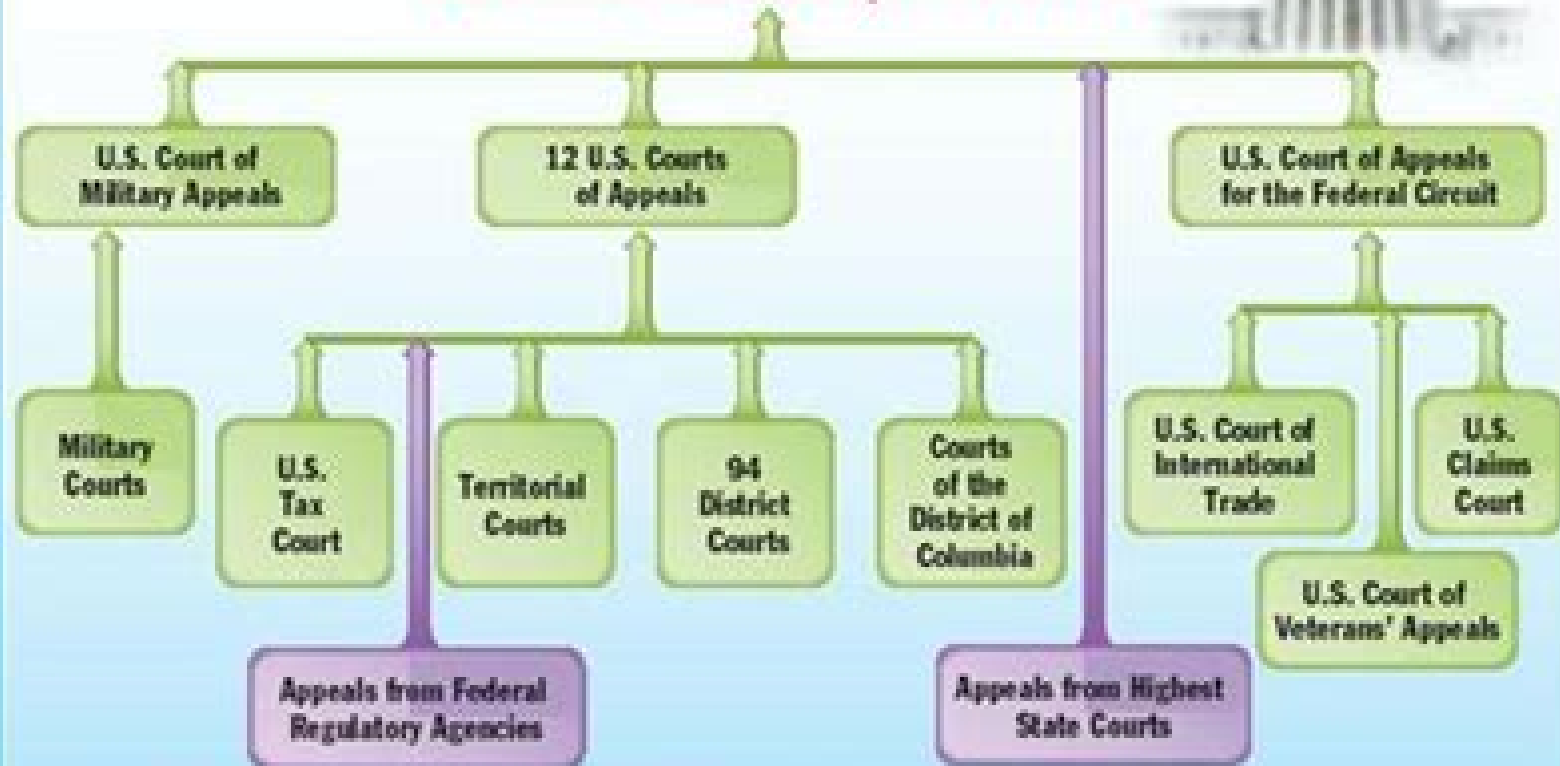 U.S. Court of
Military Appeals
12 U.S. Courts
of Appeals
U.S. Court of Appeals
for the Federal Circuit
Military
Courts
U.S.
Tax
Court
Territorial
Courts
94
District
Courts
Courts
of the
District of
Columbia
U.S. Court of
International
Trade
U.S.
Claims
Court
U.S. Court of
Veterans' Appeals
Appeals from Federal
Regulatory Agencies
Appeals from Highest
State Courts